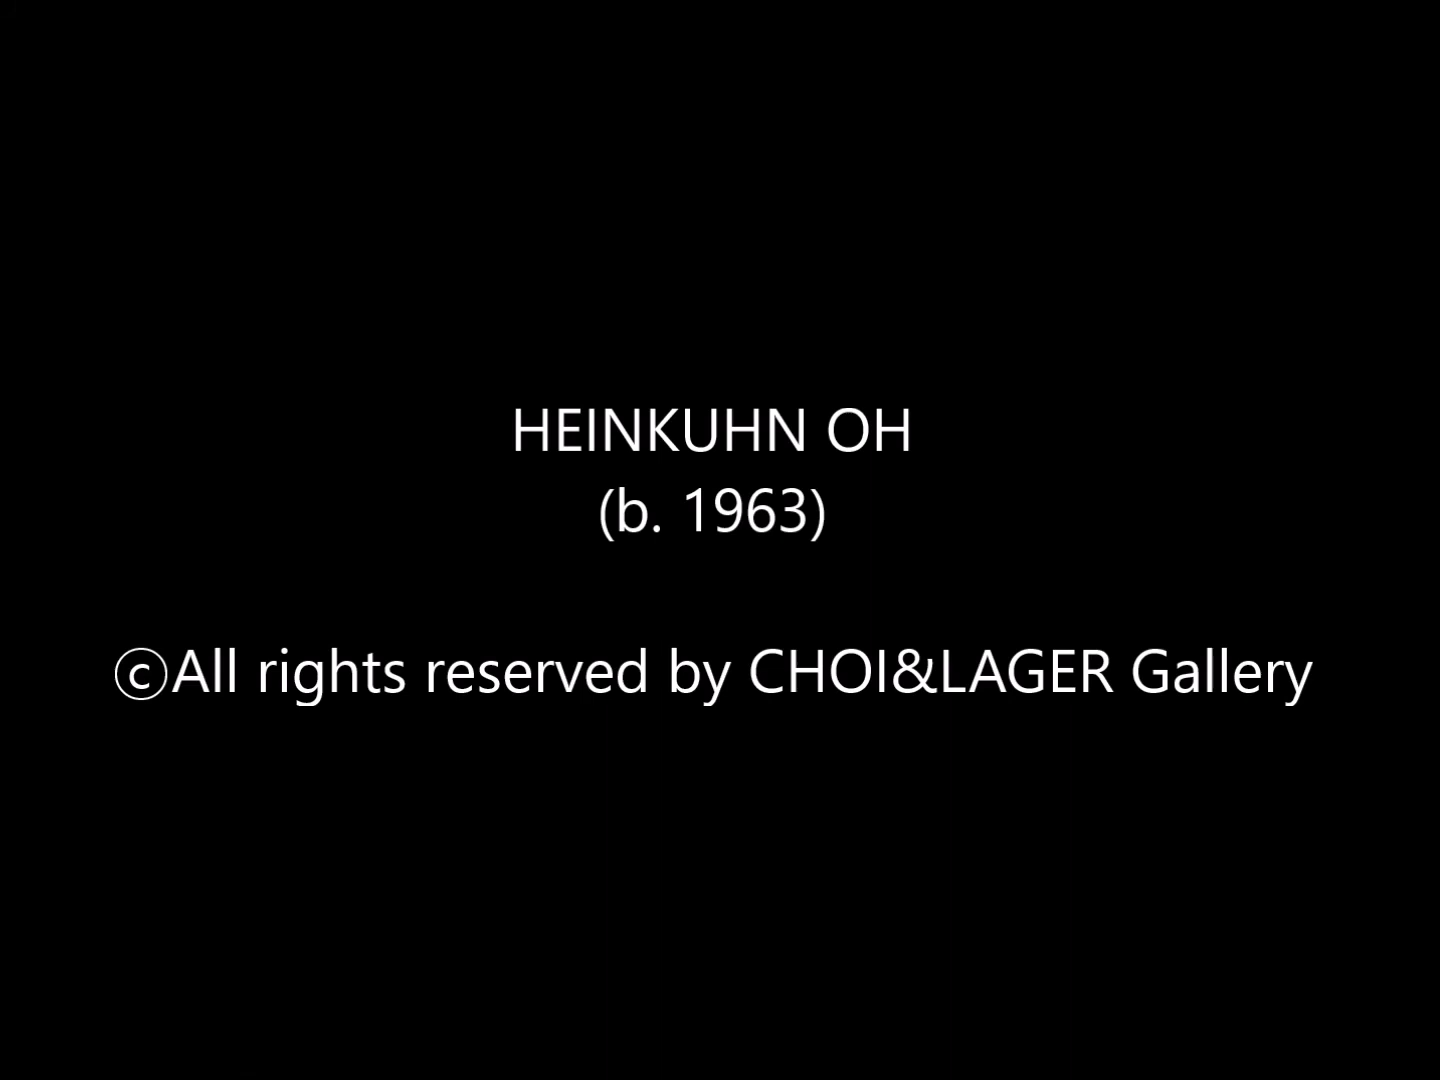 HEINKUHN OH
(b. 1963)
ⓒAll rights reserved by CHOI&LAGER Gallery